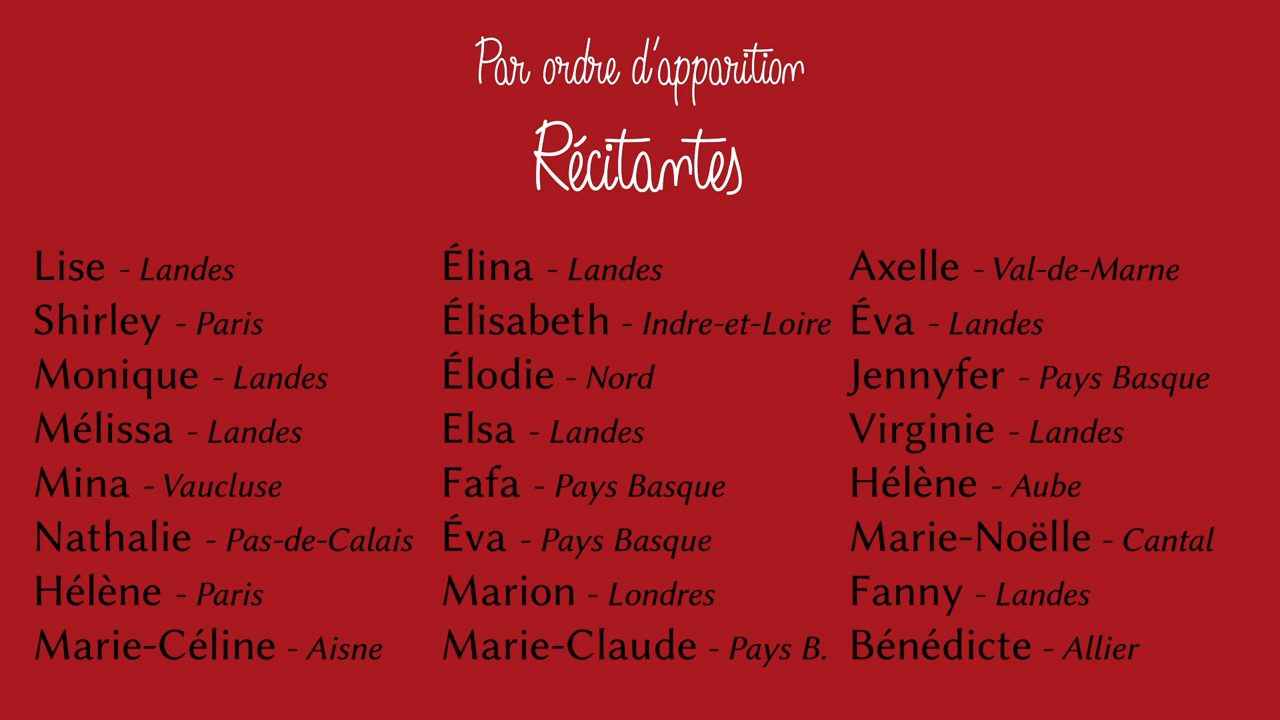 Par ordre d'apparition
Récitantes
Lise - Landes
Shirley - Paris
Monique - Landes
Mélissa - Landes
Mina - Vaucluse
Nathalie - Pas-de-Calais
Hélène - Paris
Marie-Céline - Aisne
Élina - Landes
Élisabeth - Indre-et-Loire
Élodie - Nord
Elsa - Landes
Fafa - Pays Basque
Éva - Pays Basque
Marion - Londres
Marie-Claude - Pays B.
Axelle - Val-de-Marne
Éva - Landes
Jennyfer - Pays Basque
Virginie - Landes
Hélène - Aube
Marie-Noëlle - Cantal
Fanny - Landes
Bénédicte - Allier